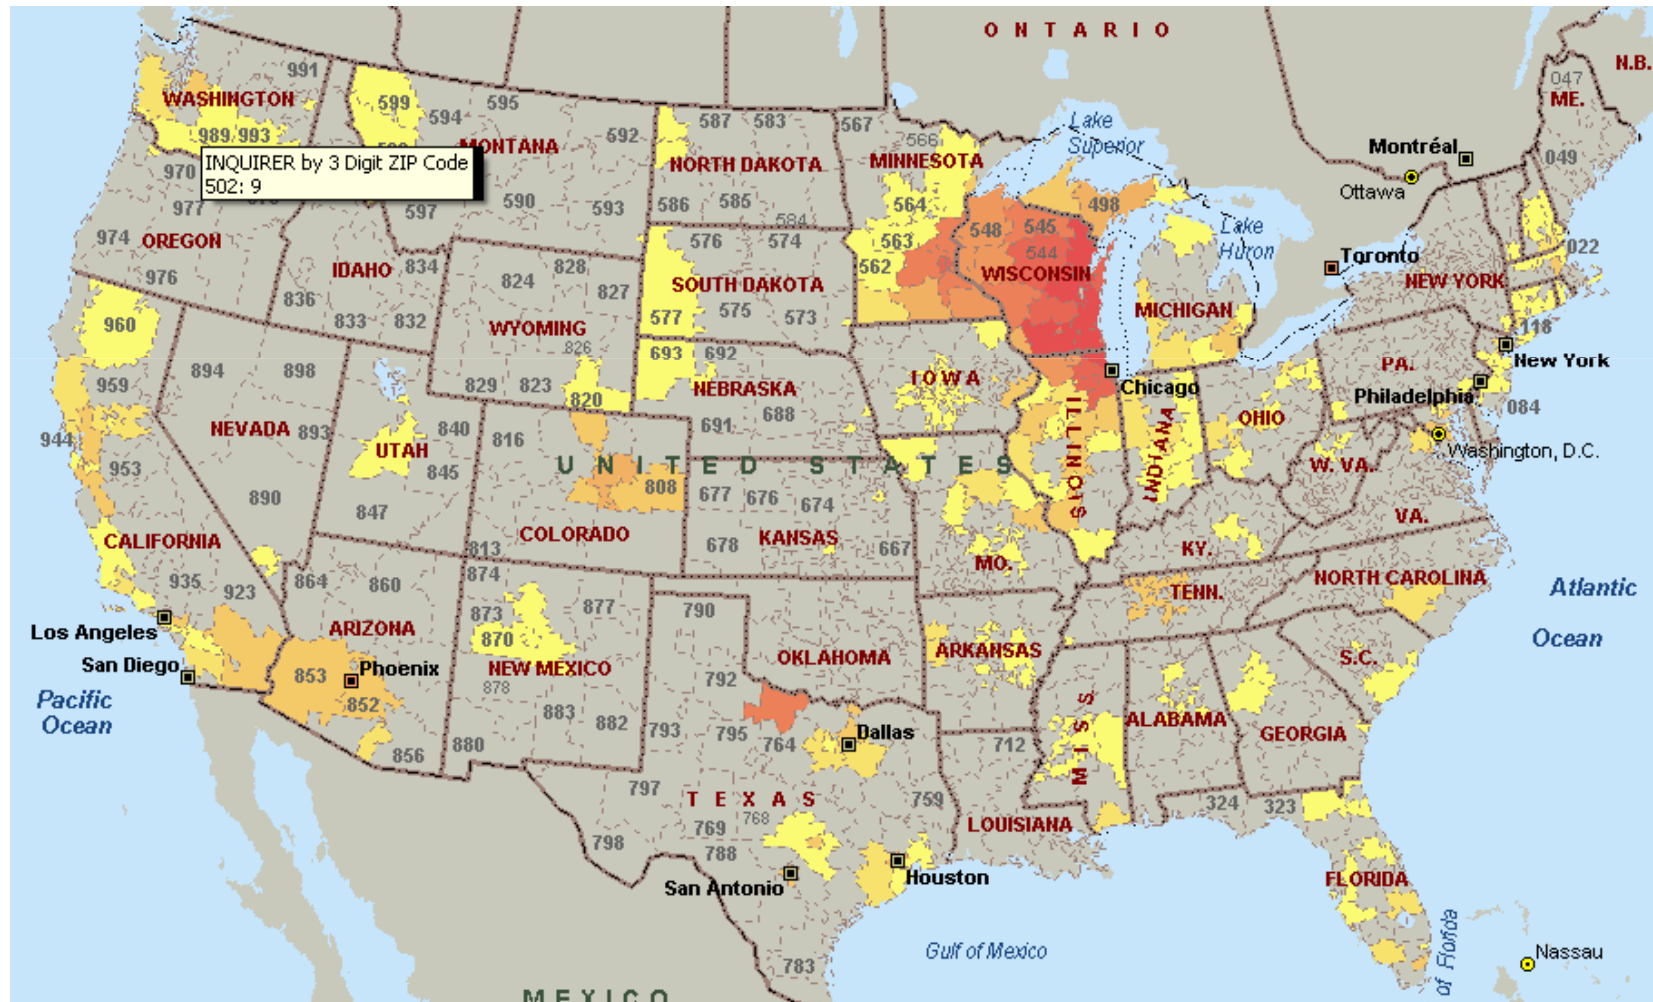 ONTARIO
N.B.
991
047
ME.
599
594
595
WASHINGTON
592
587
583
567
Lake
Superior
989
993
566
MONTANA
MINNESOTA
Montréal
INQUIRER by 3 Digit ZIP Code
502: 9
970
NORTH DAKOTA
049
Ottawa
977
597
590
593
586
585
584
564
498
974
OREGON
576
574
563
548
545
544
Lake
Huron
022
976
IDAHO
834
824
828
827
562
WISCONSIN
Toronto
NEW YORK
836
SOUTH DAKOTA
575
573
577
MICHIGAN
960
833
832
WYOMING
826
118
693
692
New York
PA.
894
898
959
829
823
820
NEBRASKA
IOWA
Chicago
Philadelphia
084
688
691
OHIO
944
NEVADA
893
840
816
UTAH
845
ILLINOIS
INDIANA
Washington, D.C.
953
UNITED STATES
W. VA.
890
808
677
676
674
847
VA.
CALIFORNIA
COLORADO
813
KANSAS
678
667
MO.
KY.
935
923
864
860
874
NORTH CAROLINA
TENN.
Atlantic
Ocean
873
877
790
Los Angeles
ARIZONA
870
OKLAHOMA
ARKANSAS
S.C.
San Diego
853
Phoenix
NEW MEXICO
878
792
852
883
882
Pacific
Ocean
MISS
ALABAMA
GEORGIA
856
880
793
795
764
Dallas
712
797
TEXAS
759
324
323
768
769
LOUISIANA
798
788
San Antonio
Houston
FLORIDA
Gulf of Mexico
of Florida
Nassau
783
MEXICO